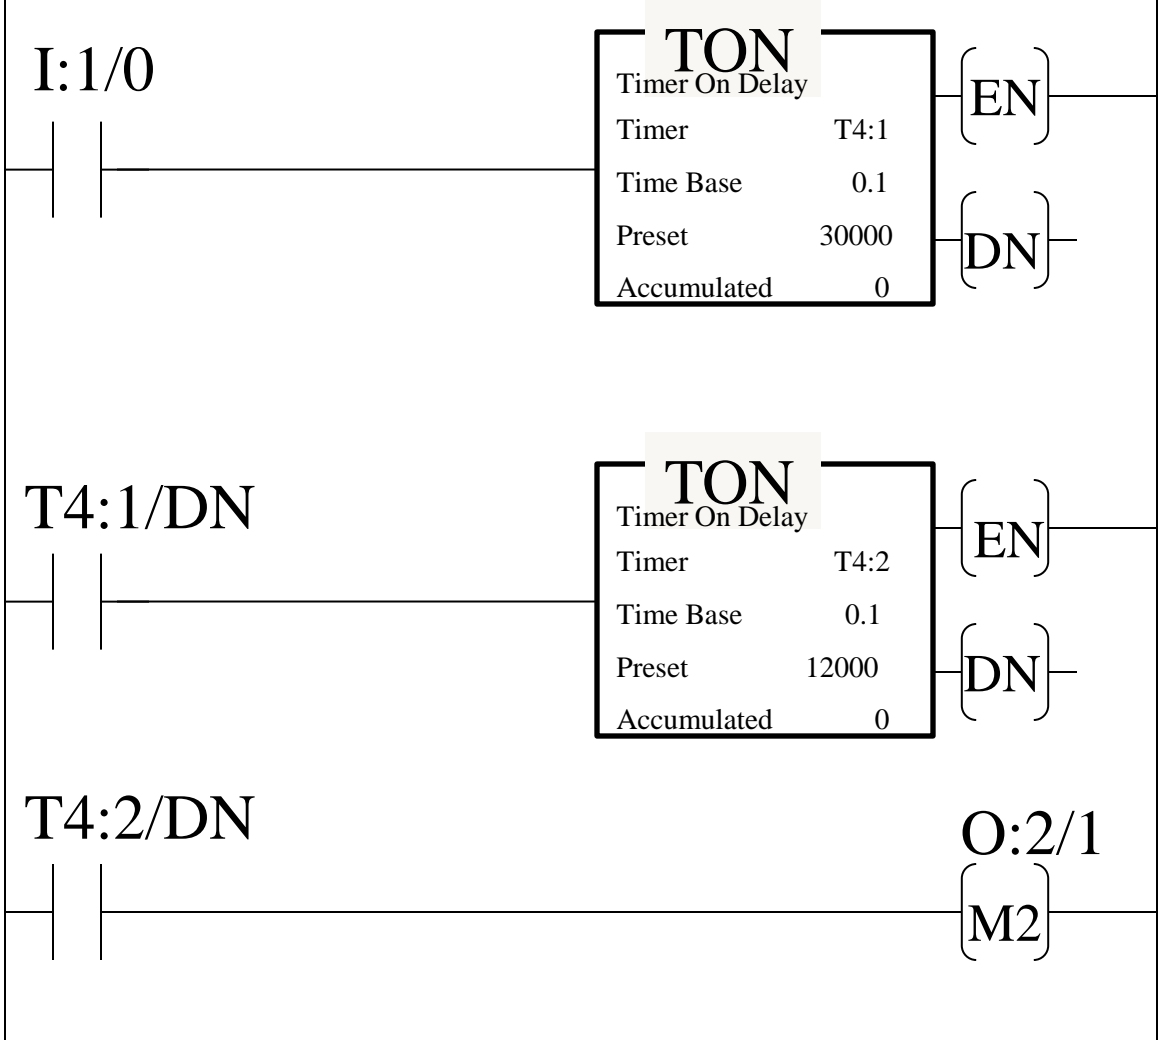 I:1/0
TON
Timer On Delay
Timer T4:1
Time Base 0.1
Preset 30000
Accumulated 0
EN
DN
T4:1/DN
TON
Timer On Delay
Timer T4:2
Time Base 0.1
Preset 12000
Accumulated 0
EN
DN
T4:2/DN
O:2/1
M2